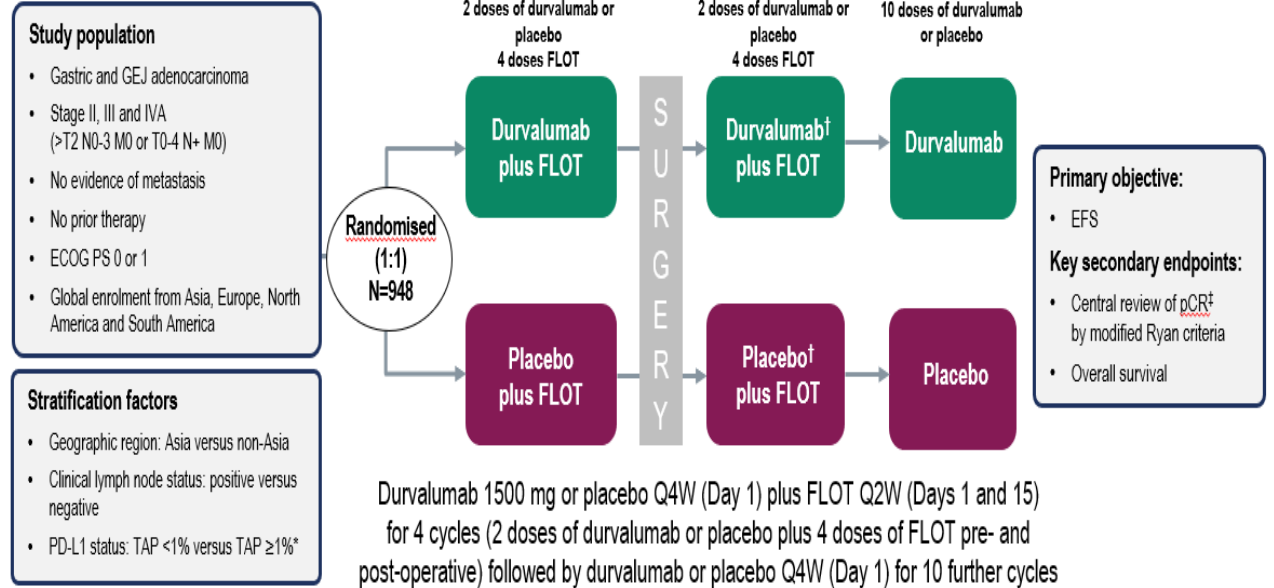 Study population
• Gastric and GEJ adenocarcinoma
• Stage II, III and IVA
(>T2 N0-3 M0 or T0-4 N+ M0)
• No evidence of metastasis
• No prior therapy
• ECOG PS 0 or 1
• Global enrolment from Asia, Europe, North
America and South America
Stratification factors
• Geographic region: Asia versus non-Asia
• Clinical lymph node status: positive versus
negative
• PD-L1 status: TAP <1% versus TAP ≥1%*
Randomised
(1:1)
N=948
2 doses of durvalumab or
placebo
4 doses FLOT
Durvalumab
plus FLOT
Placebo
plus FLOT
SURGERY
2 doses of durvalumab or
placebo
4 doses FLOT
Durvalumab†
plus FLOT
Placebo†
plus FLOT
10 doses of durvalumab
or placebo
Durvalumab
Placebo
Primary objective:
• EFS
Key secondary endpoints:
• Central review of pCR‡
by modified Ryan criteria
• Overall survival
Durvalumab 1500 mg or placebo Q4W (Day 1) plus FLOT Q2W (Days 1 and 15)
for 4 cycles (2 doses of durvalumab or placebo plus 4 doses of FLOT pre- and
post-operative) followed by durvalumab or placebo Q4W (Day 1) for 10 further cycles